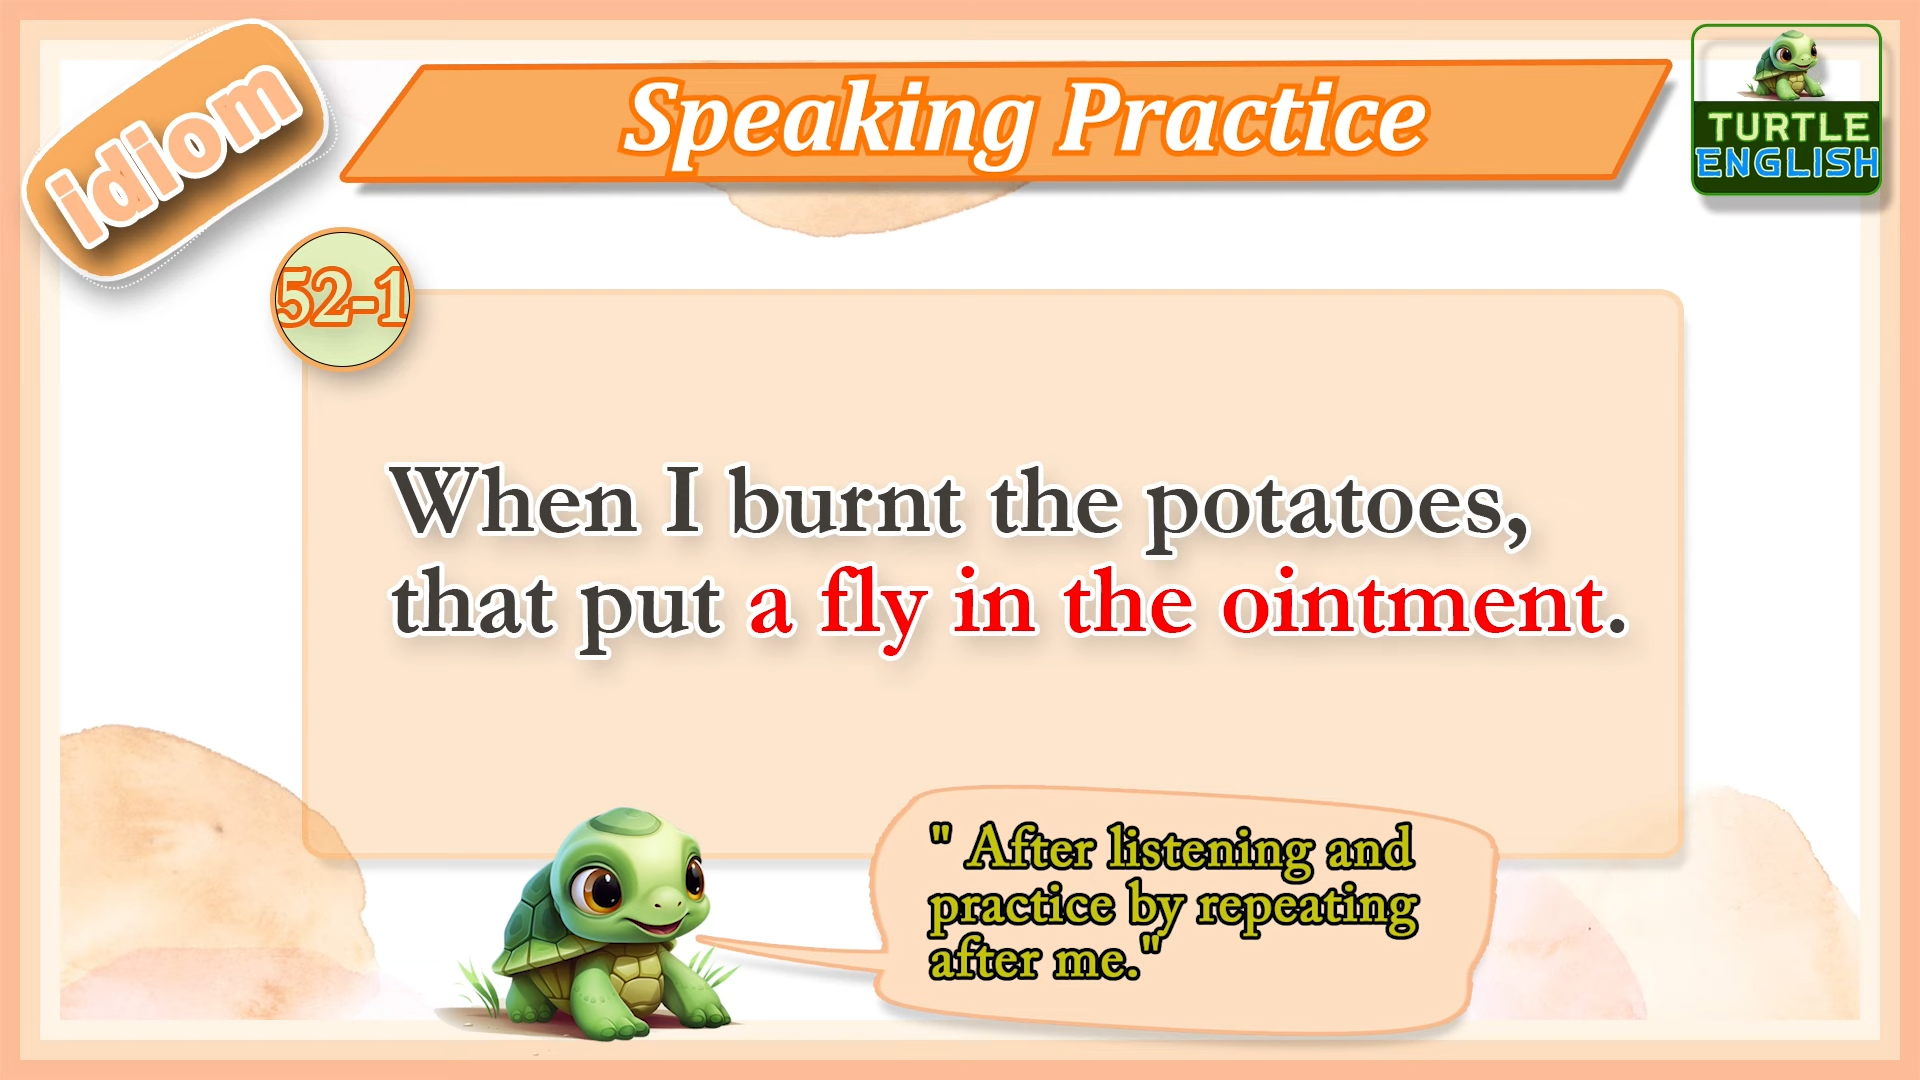 idiom
Speaking Practice
TURTLE
ENGLISH
52-1
When I burnt the potatoes,
that put a fly in the ointment.
" After listening and
practice by repeating
after me."